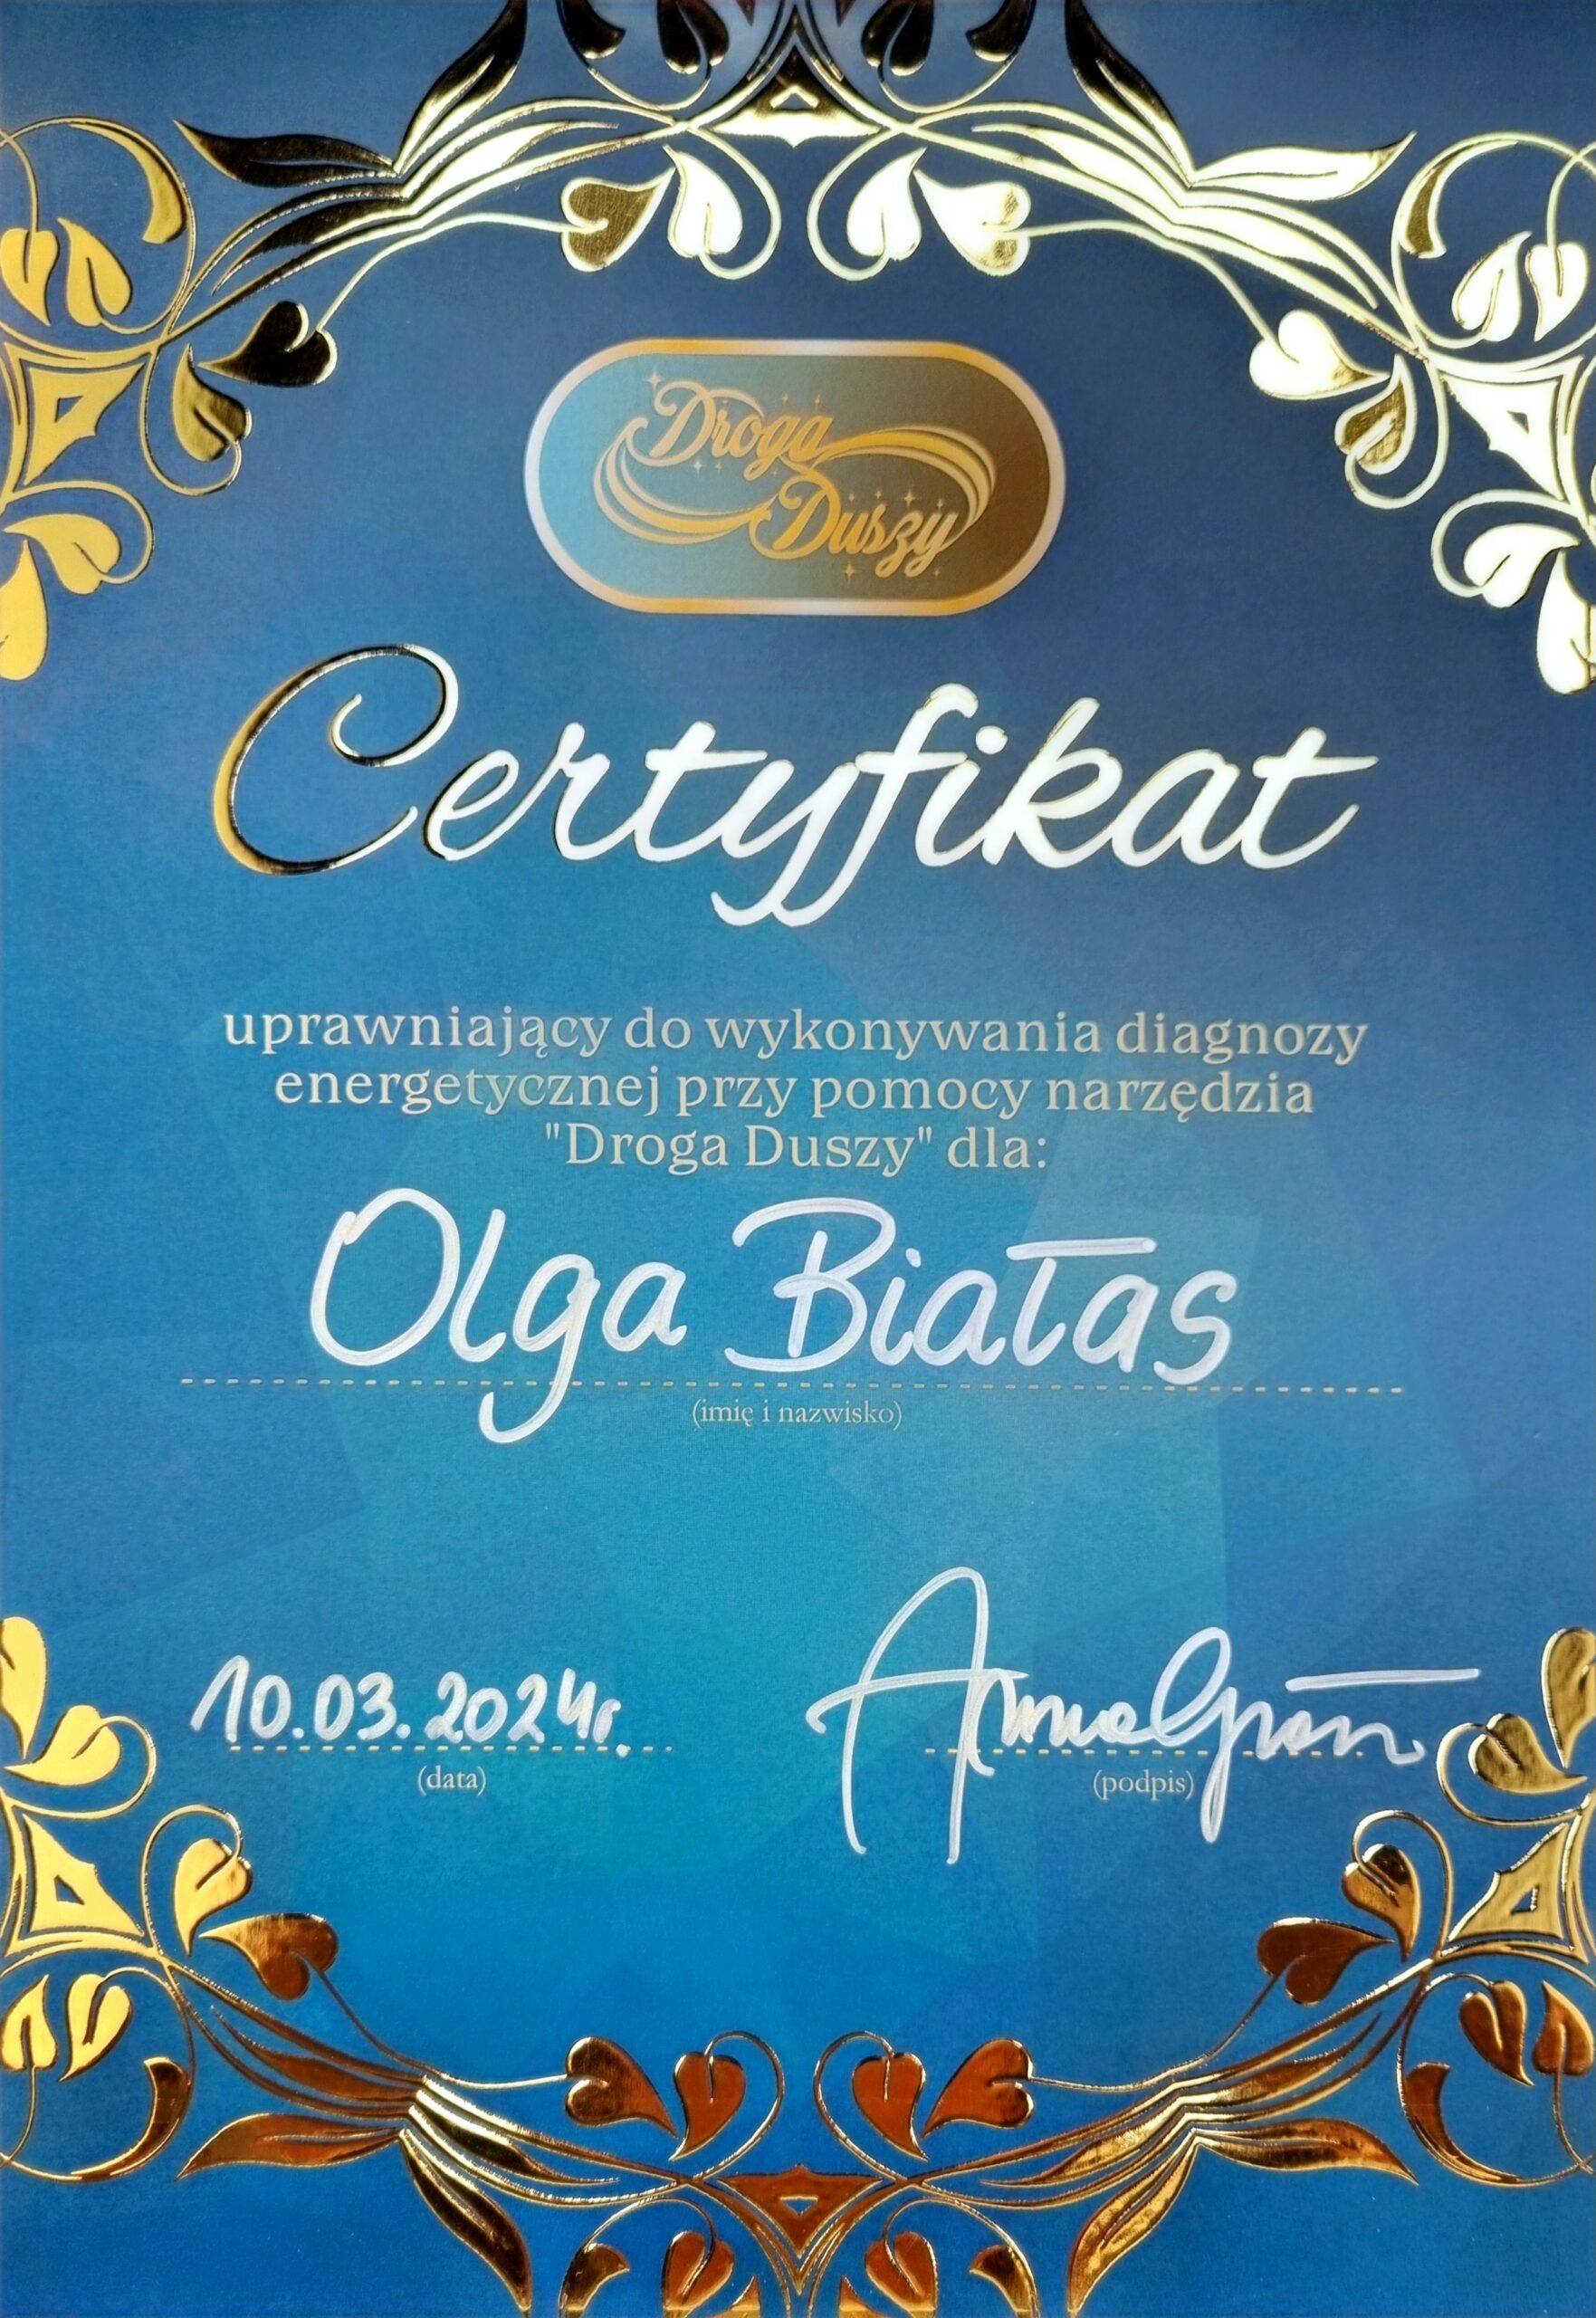 Droga
Duszy
Certyfikat
uprawniający do wykonywania diagnozy
energetycznej przy pomocy narzędzia
"Droga Duszy" dla:
Olga Białas
(imię i nazwisko)
10.03.2024r.
(data)
(podpis)